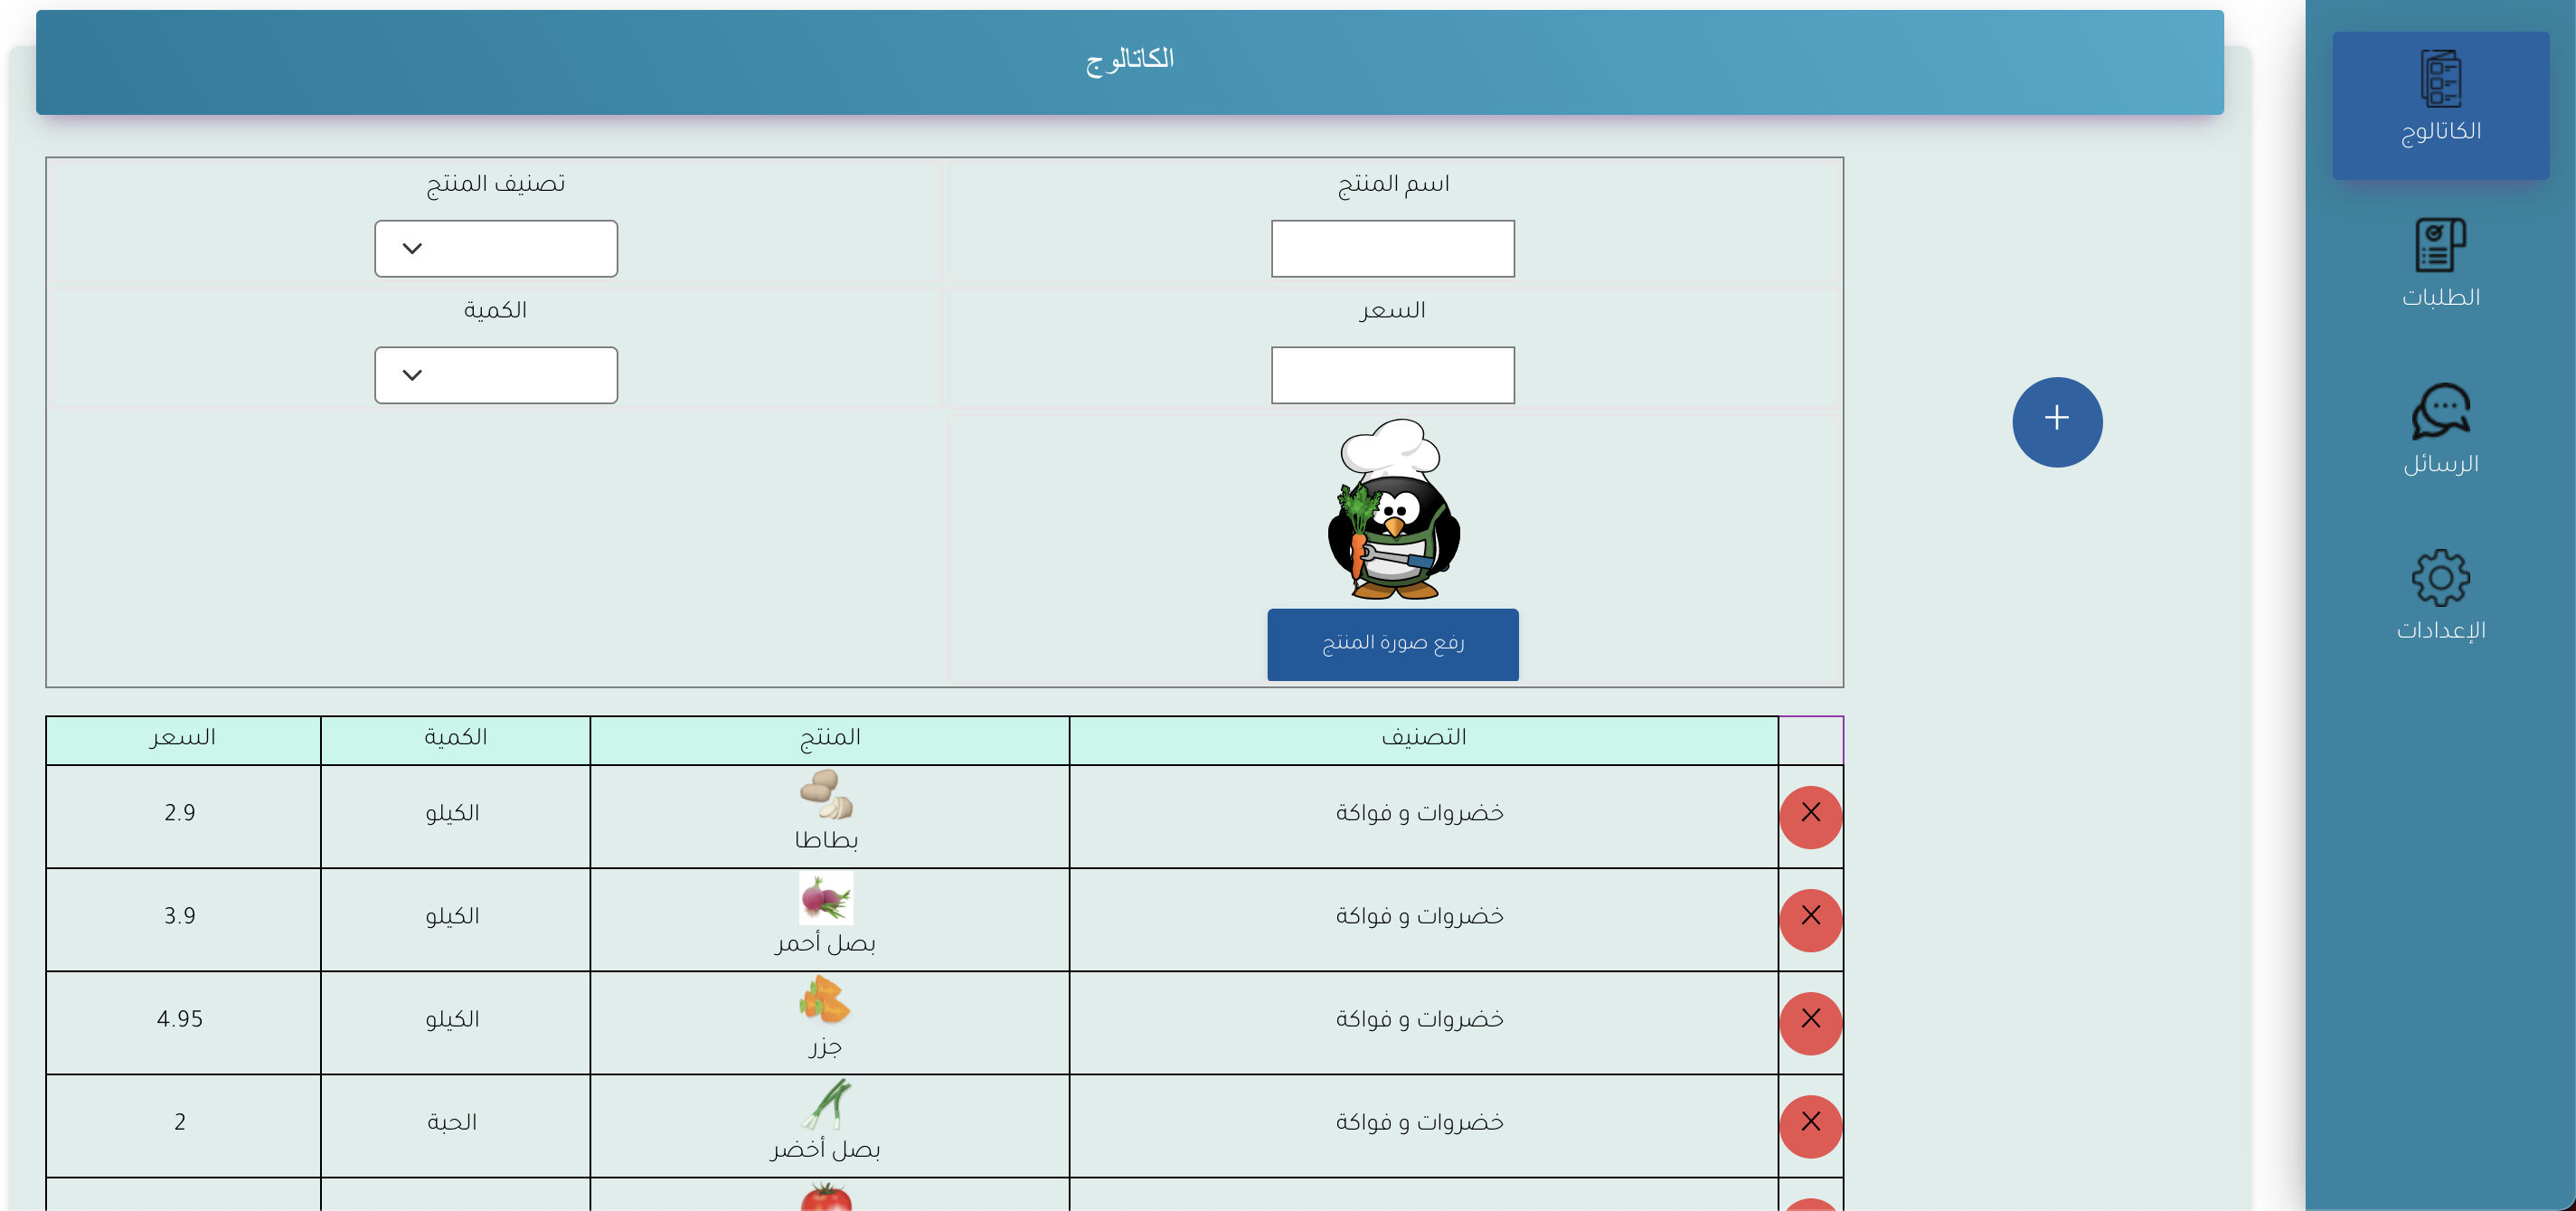 الكاتالوج
الكاتالوج
الطلبات
الرسائل
الإعدادات
اسم المنتج
تصنيف المنتج
السعر
الكمية
+
رفع صورة المنتج
التصنيف المنتج الكمية السعر
خضروات و فواكة بطاطا الكيلو 2.9
خضروات و فواكة بصل أحمر الكيلو 3.9
خضروات و فواكة جزر الكيلو 4.95
خضروات و فواكة بصل أخضر الحبة 2